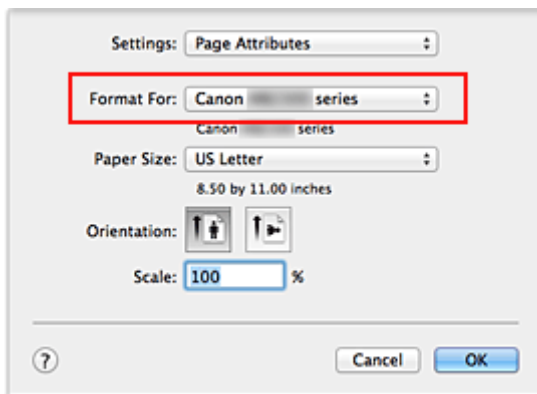 Settings: Page Attributes
Format For: Canon series
Canon series
Paper Size: US Letter
8.50 by 11.00 inches
Orientation:
Scale: 100 %
? Cancel OK